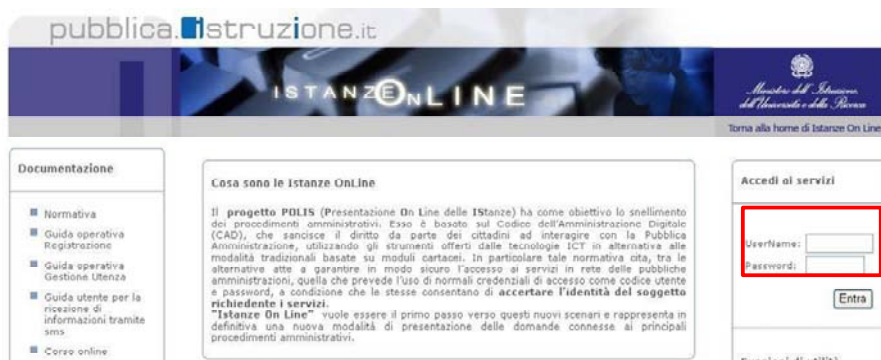 pubblica.istruzione.it
ISTANZE ONLINE
Ministero dell'Istruzione,
dell'Università e della Ricerca
Torna alla home di Istanze On Line
Documentazione
Normativa
Guida operativa
Registrazione
Guida operativa
Gestione Utenza
Guida utente per la
ricezione di
informazioni tramite
sms
Corso online
Cosa sono le Istanze OnLine
Il progetto POLIS (Presentazione On Line delle IStanze) ha come obiettivo lo snellimento
dei procedimenti amministrativi. Esso è basato sul Codice dell'Amministrazione Digitale
(CAD), che sancisce il diritto da parte dei cittadini ad interagire con la Pubblica
Amministrazione, utilizzando gli strumenti offerti dalle tecnologie ICT in alternativa alle
modalità tradizionali basate su moduli cartacei. In particolare tale normativa cita, tra le
alternative atte a garantire in modo sicuro l'accesso ai servizi in rete delle pubbliche
amministrazioni, quella che prevede l'uso di normali credenziali di accesso come codice utente
e password, a condizione che le stesse consentano di accertare l'identità del soggetto
richiedente i servizi.
"Istanze On Line" vuole essere il primo passo verso questi nuovi scenari e rappresenta in
definitiva una nuova modalità di presentazione delle domande connesse ai principali
procedimenti amministrativi.
Accedi ai servizi
UserName:
Password:
Entra